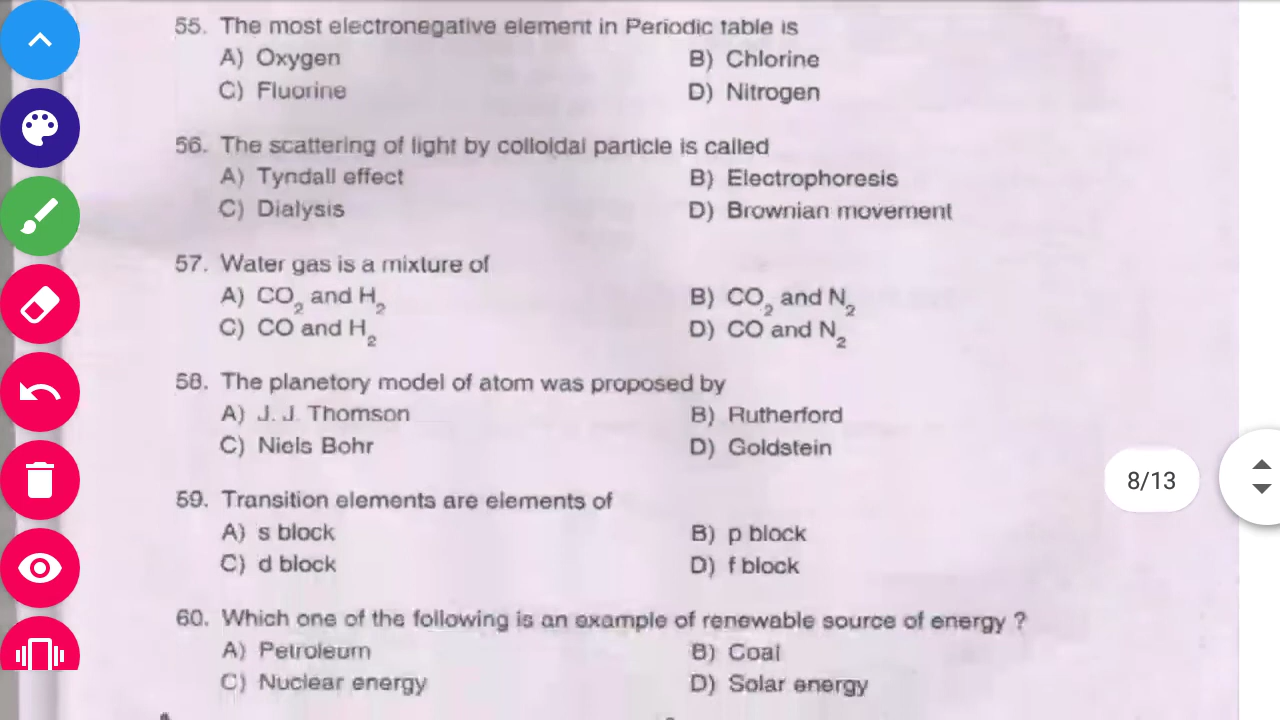 55. The most electronegative element in Periodic table is
A) Oxygen B) Chlorine
C) Fluorine D) Nitrogen
56. The scattering of light by colloidal particle is called
A) Tyndall effect B) Electrophoresis
C) Dialysis D) Brownian movement
57. Water gas is a mixture of
A) CO₂ and H₂ B) CO₂ and N₂
C) CO and H₂ D) CO and N₂
58. The planetory model of atom was proposed by
A) J. J. Thomson B) Rutherford
C) Niels Bohr D) Goldstein
8/13
59. Transition elements are elements of
A) s block B) p block
C) d block D) f block
60. Which one of the following is an example of renewable source of energy ?
A) Petroleum B) Coal
C) Nuclear energy D) Solar energy